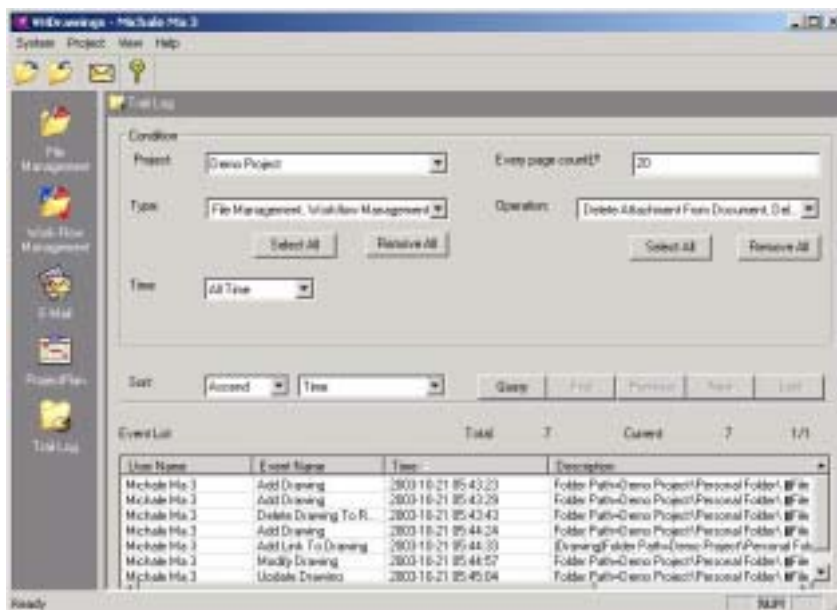 VHDrawings - Michale Ma 3
System Project View Help
Trail Log
File Management
Work Flow Management
E-Mail
ProjectPlan
Trail Log
Condition
Project: Demo Project Every page count: 20
Type: File Management, Workflow Management Operation: Delete Attachment From Document, Del...
Select All Remove All Select All Remove All
Time: All Time
Sort: Ascend Time Query First Previous Next Last
Event List Total 7 Current 7 1/1
User Name Event Name Time Description
Michale Ma 3 Add Drawing 2003-10-21 05:43:23 Folder Path=Demo Project\Personal Folder\ File
Michale Ma 3 Add Drawing 2003-10-21 05:43:29 Folder Path=Demo Project\Personal Folder\ File
Michale Ma 3 Delete Drawing To R... 2003-10-21 05:43:43 Folder Path=Demo Project\Personal Folder\ File
Michale Ma 3 Add Drawing 2003-10-21 05:44:24 Folder Path=Demo Project\Personal Folder\ File
Michale Ma 3 Add Link To Drawing 2003-10-21 05:44:33 (Drawing)Folder Path=Demo Project\Personal Fol
Michale Ma 3 Modify Drawing 2003-10-21 05:44:57 Folder Path=Demo Project\Personal Folder\ File
Michale Ma 3 Update Drawing 2003-10-21 05:45:04 Folder Path=Demo Project\Personal Folder\ File
Ready NUM